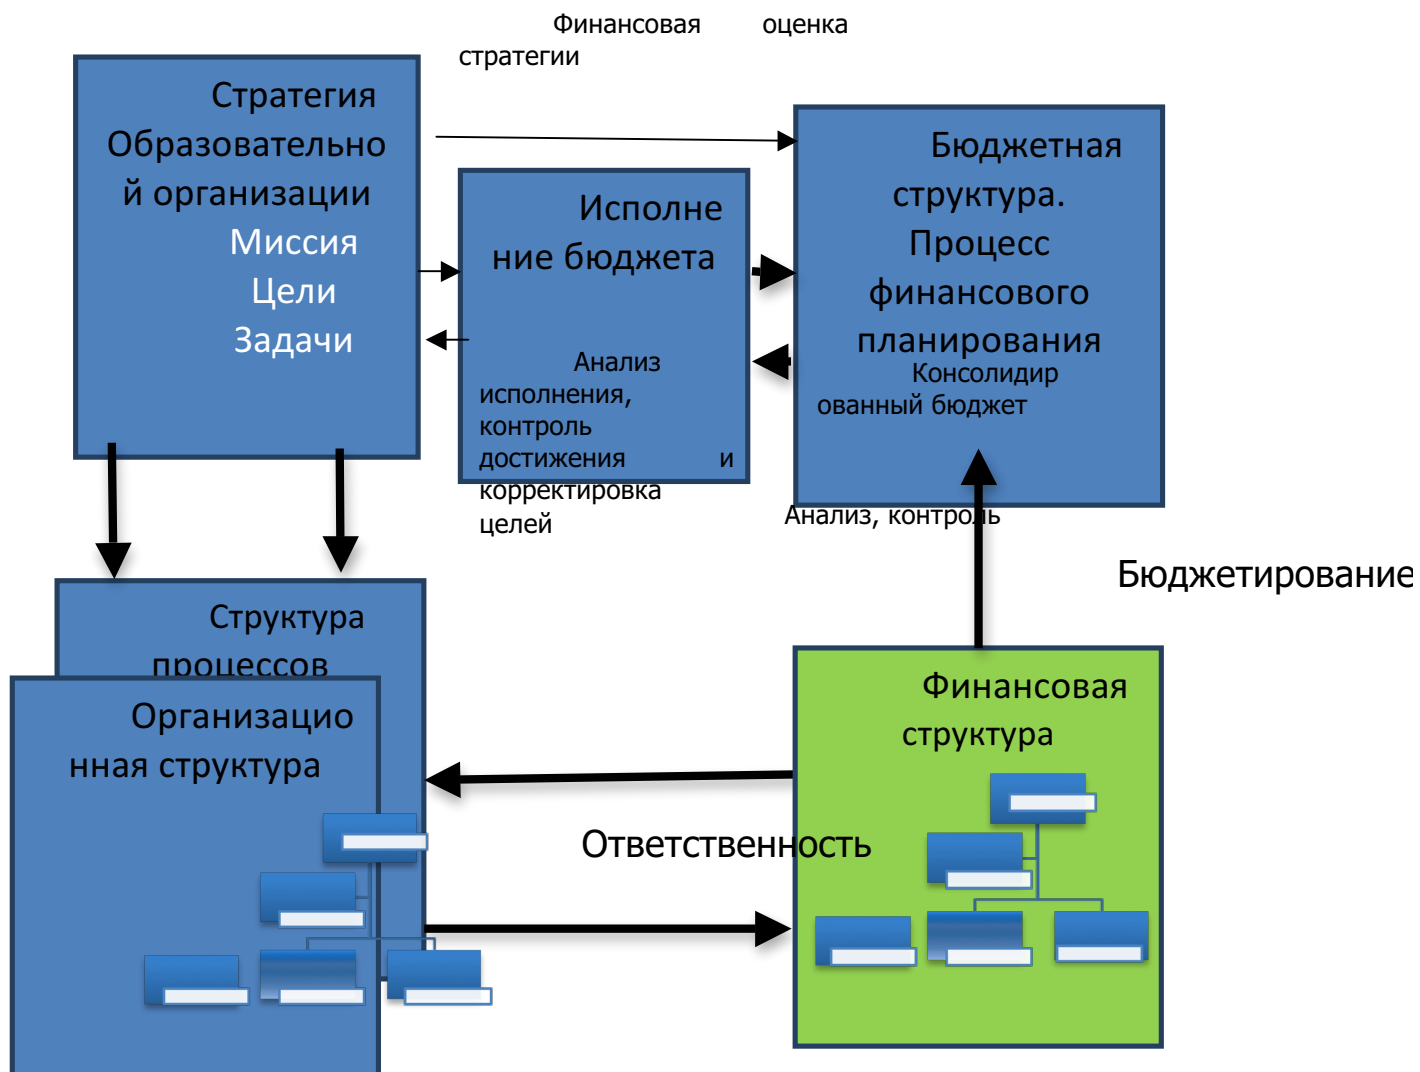 Финансовая оценка
стратегии
Стратегия
Образовательно
й организации
Миссия
Цели
Задачи
Исполне
ние бюджета
Анализ
исполнения,
контроль
достижения и
корректировка
целей
Бюджетная
структура.
Процесс
финансового
планирования
Консолидир
ованный бюджет
Анализ, контроль
Бюджетирование
Структура
процессов
Организацио
нная структура
Ответственность
Финансовая
структура